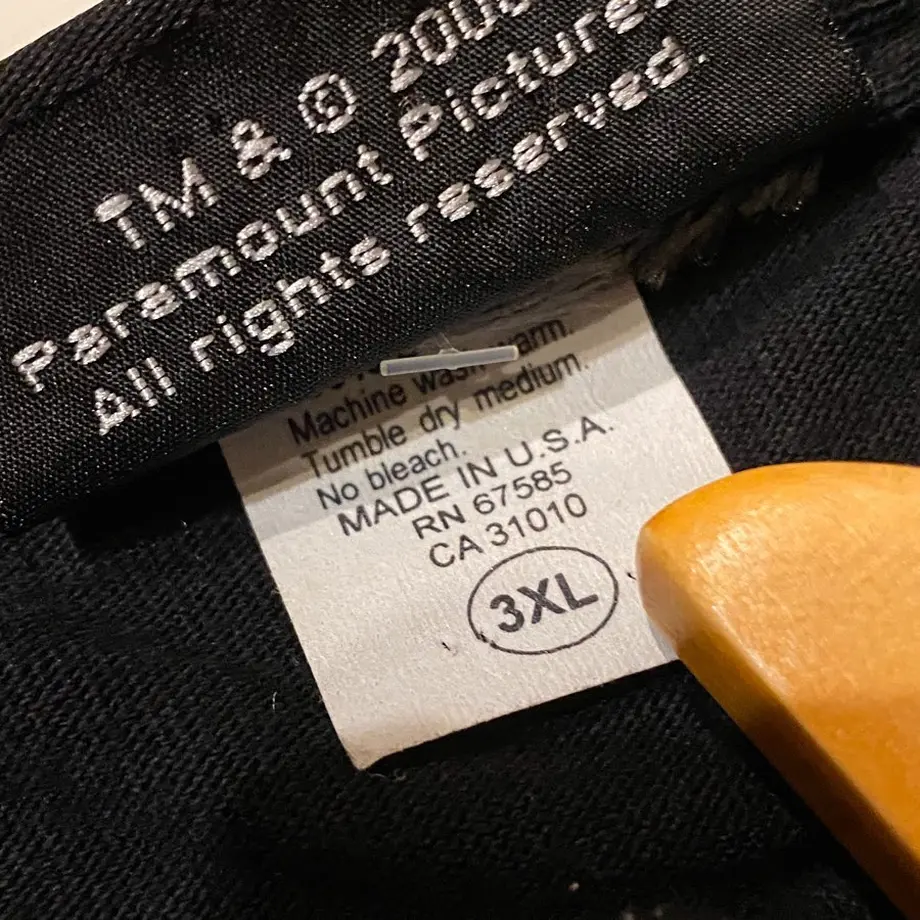 TM & ©
Paramount Pictures.
All rights reserved.
Machine wash warm.
Tumble dry medium.
No bleach.
MADE IN U.S.A.
RN 67585
CA 31010
3XL